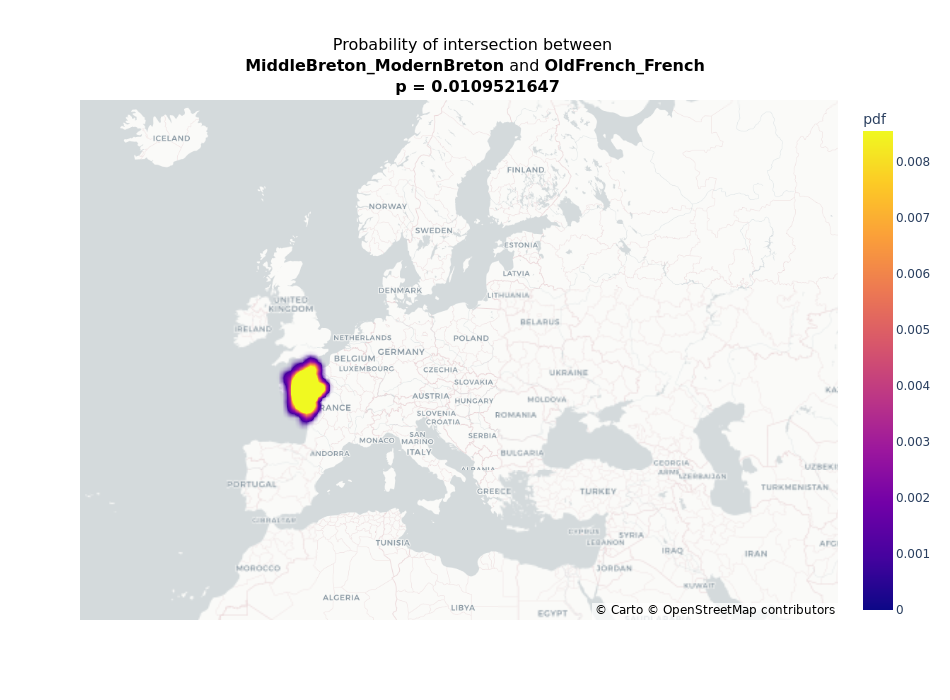 Probability of intersection between
MiddleBreton_ModernBreton and OldFrench_French
p = 0.0109521647
pdf
ICELAND
0.008
FINLAND
NORWAY
0.007
SWEDEN
ESTONIA
LATVIA
0.006
DENMARK
LITHUANIA
UNITED
KINGDOM
BELARUS
IRELAND
0.005
NETHERLANDS
POLAND
GERMANY
BELGIUM
LUXEMBOURG
CZECHIA
UKRAINE
SLOVAKIA
0.004
AUSTRIA
HUNGARY
MOLDOVA
KA
RANCE
SLOVENIA
ROMANIA
CROATIA
SAN
MARINO
SERBIA
MONACO
0.003
ANDORRA
ITALY
BULGARIA
GEORGIA
ALBANIA
ARME
AZERBAIJAN
UZBEKI
PORTUGAL
GREECE
TURKEY
TURKMENISTAN
0.002
GIBRALTAR
CYPRUS
SYRIA
TUNISIA
LEBANON
AFG
IRAQ
IRAN
0.001
MOROCCO
JORDAN
KUWAIT
ALGERIA
LIBYA
EGYPT
© Carto © OpenStreetMap contributors
0